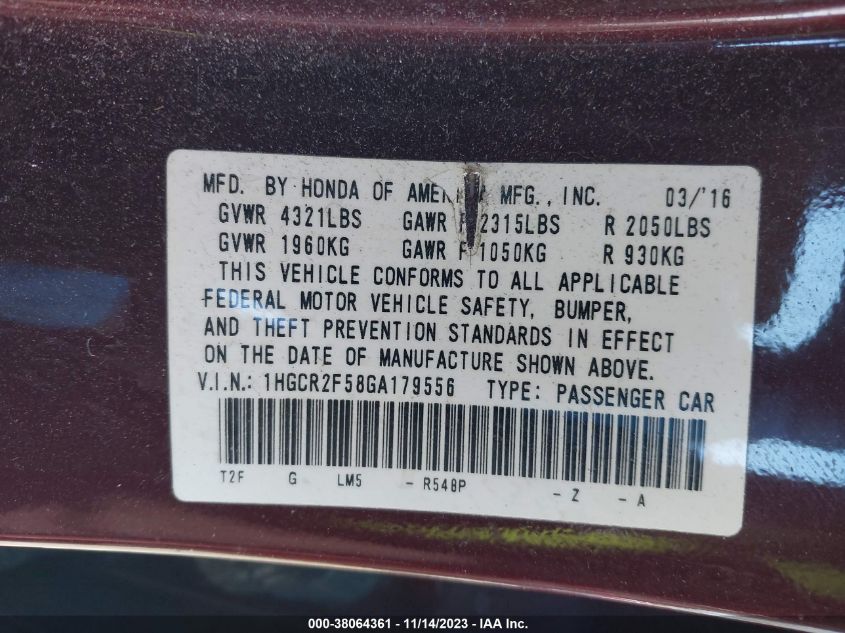 MFD. BY HONDA OF AMERICA MFG., INC. 03/'16
GVWR 4321LBS GAWR F 2315LBS R 2050LBS
GVWR 1960KG GAWR F 1050KG R 930KG
THIS VEHICLE CONFORMS TO ALL APPLICABLE
FEDERAL MOTOR VEHICLE SAFETY, BUMPER,
AND THEFT PREVENTION STANDARDS IN EFFECT
ON THE DATE OF MANUFACTURE SHOWN ABOVE.
V.I.N.: 1HGCR2F58GA179556 TYPE: PASSENGER CAR
T2F G LM5 - R548P - Z - A
000-38064361 - 11/14/2023 - IAA Inc.